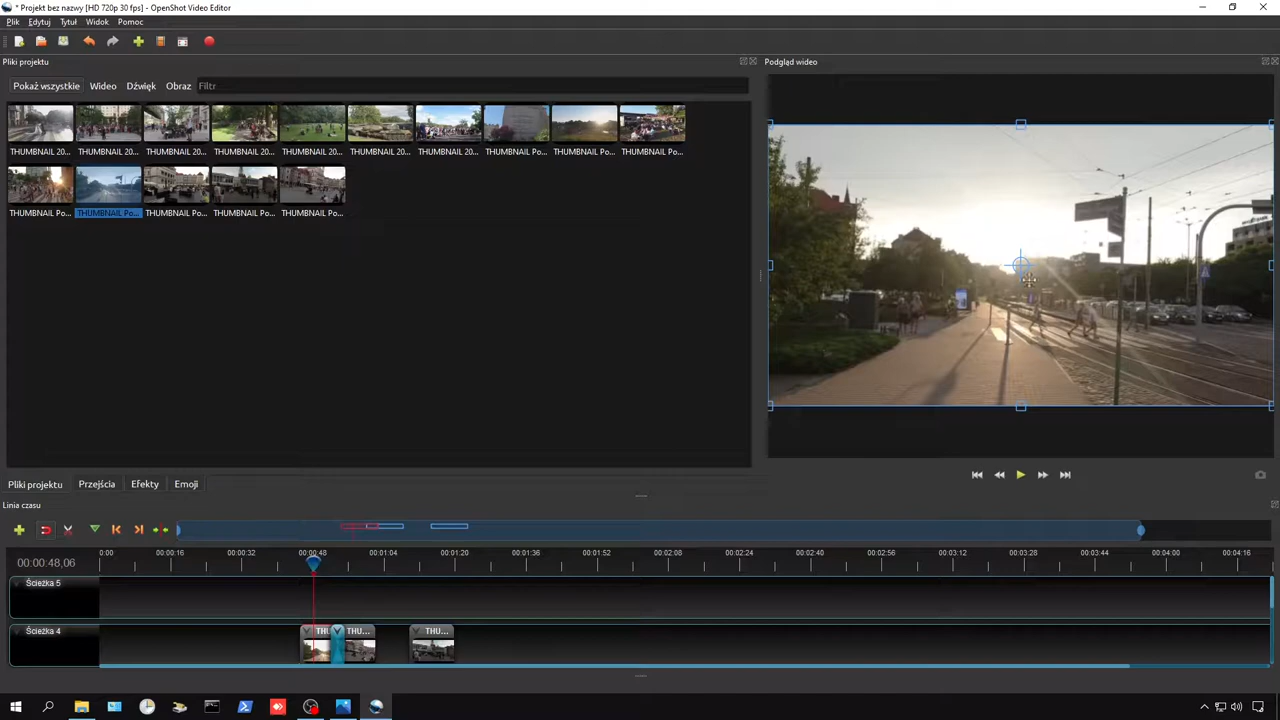 * Projekt bez nazwy [HD 720p 30 fps] - OpenShot Video Editor
Plik Edytuj Tytuł Widok Pomoc
Pliki projektu
Podgląd wideo
Pokaż wszystkie Wideo Dźwięk Obraz Filtr
THUMBNAIL 20... THUMBNAIL 20... THUMBNAIL 20... THUMBNAIL 20... THUMBNAIL 20... THUMBNAIL 20... THUMBNAIL 20... THUMBNAIL Po... THUMBNAIL Po... THUMBNAIL Po...
THUMBNAIL Po... THUMBNAIL Po... THUMBNAIL Po... THUMBNAIL Po... THUMBNAIL Po...
Pliki projektu Przejścia Efekty Emoji
Linia czasu
00:00:48,06
0:00 00:00:16 00:00:32 00:00:48 00:01:04 00:01:20 00:01:36 00:01:52 00:02:08 00:02:24 00:02:40 00:02:56 00:03:12 00:03:28 00:03:44 00:04:00 00:04:16
Ścieżka 5
Ścieżka 4
THU THU... THU...